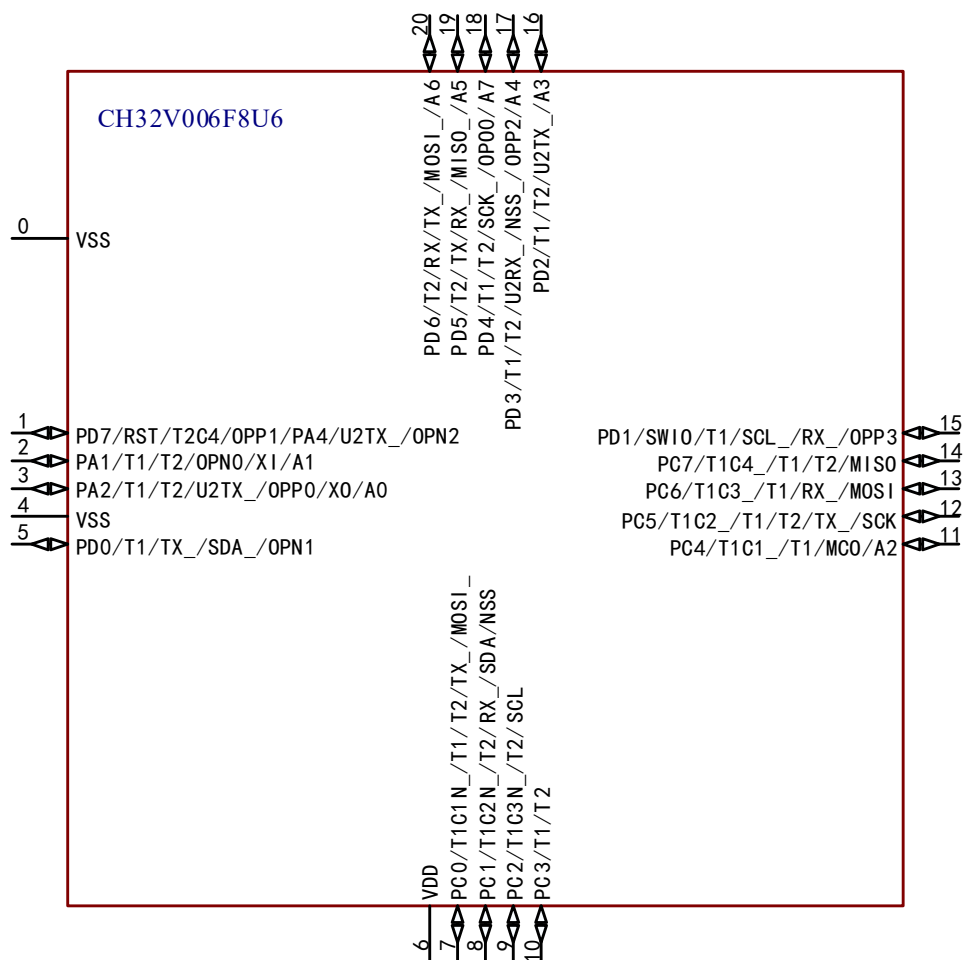 20
19
18
17
16
PD6/T2/RX/TX_/MOSI_/A6
PD5/T2/TX/RX_/MISO_/A5
PD4/T1/T2/SCK_/OPO0/A7
PD3/T1/T2/U2RX_/NSS_/OPP2/A4
PD2/T1/T2/U2TX_/A3
CH32V006F8U6
0
VSS
1
PD7/RST/T2C4/OPP1/PA4/U2TX_/OPN2
2
PA1/T1/T2/OPN0/XI/A1
3
PA2/T1/T2/U2TX_/OPP0/XO/A0
4
VSS
5
PD0/T1/TX_/SDA_/OPN1
PD1/SWIO/T1/SCL_/RX_/OPP3
15
PC7/T1C4_/T1/T2/MISO
14
PC6/T1C3_/T1/RX_/MOSI
13
PC5/T1C2_/T1/T2/TX_/SCK
12
PC4/T1C1_/T1/MCO/A2
11
VDD
PC0/T1C1N_/T1/T2/TX_/MOSI_
PC1/T1C2N_/T2/RX_/SDA/NSS
PC2/T1C3N_/T2/SCL
PC3/T1/T2
6
7
8
9
10